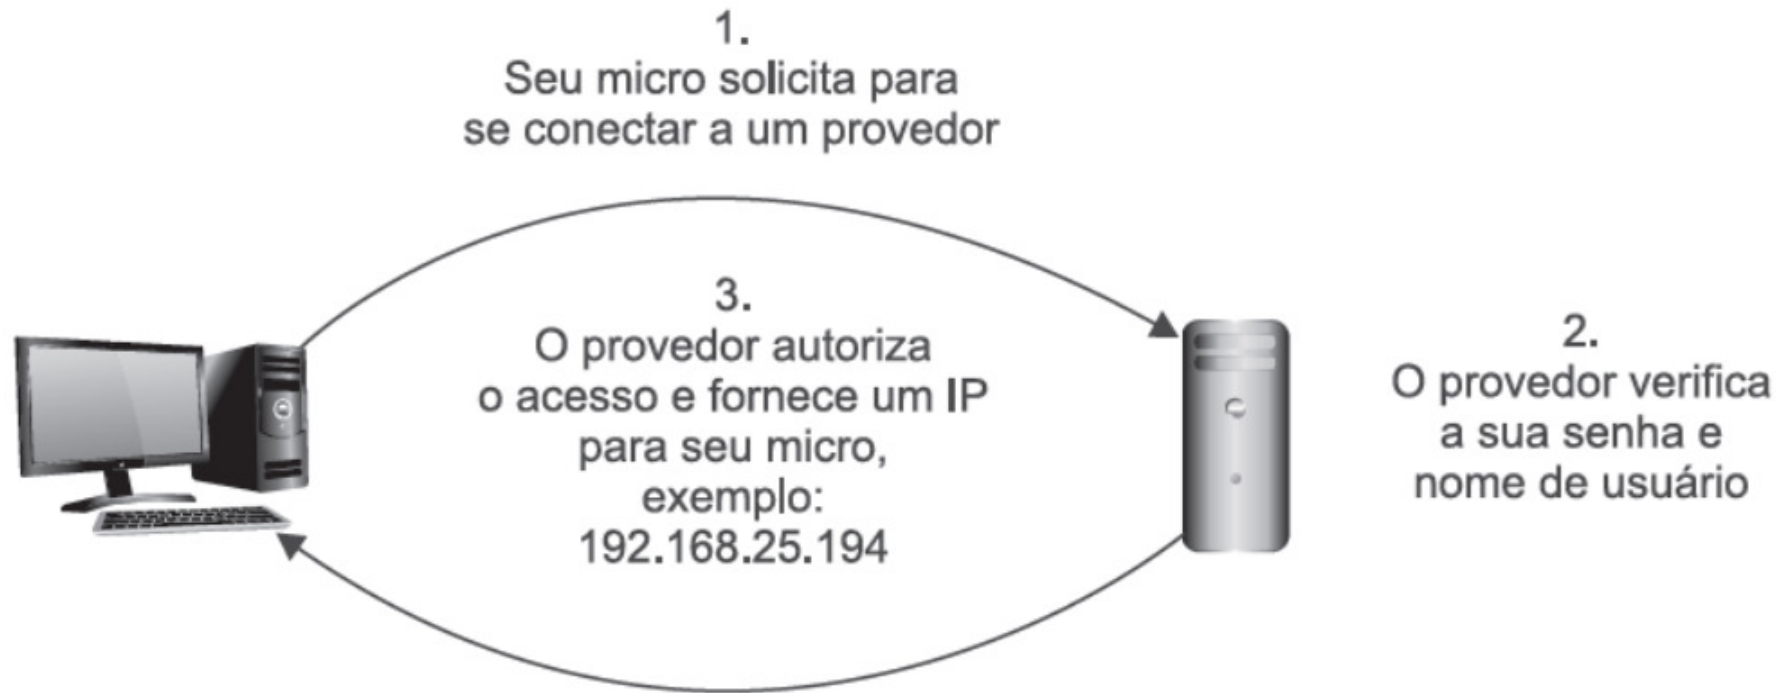 1.
Seu micro solicita para
se conectar a um provedor
3.
O provedor autoriza
o acesso e fornece um IP
para seu micro,
exemplo:
192.168.25.194
2.
O provedor verifica
a sua senha e
nome de usuário